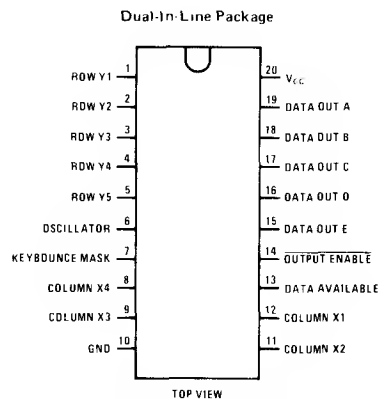 Dual-In-Line Package
ROW Y1 1
ROW Y2 2
ROW Y3 3
ROW Y4 4
ROW Y5 5
OSCILLATOR 6
KEYBOUNCE MASK 7
COLUMN X4 8
COLUMN X3 9
GND 10
20 VCC
19 DATA OUT A
18 DATA OUT B
17 DATA OUT C
16 DATA OUT D
15 DATA OUT E
14 OUTPUT ENABLE
13 DATA AVAILABLE
12 COLUMN X1
11 COLUMN X2
TOP VIEW